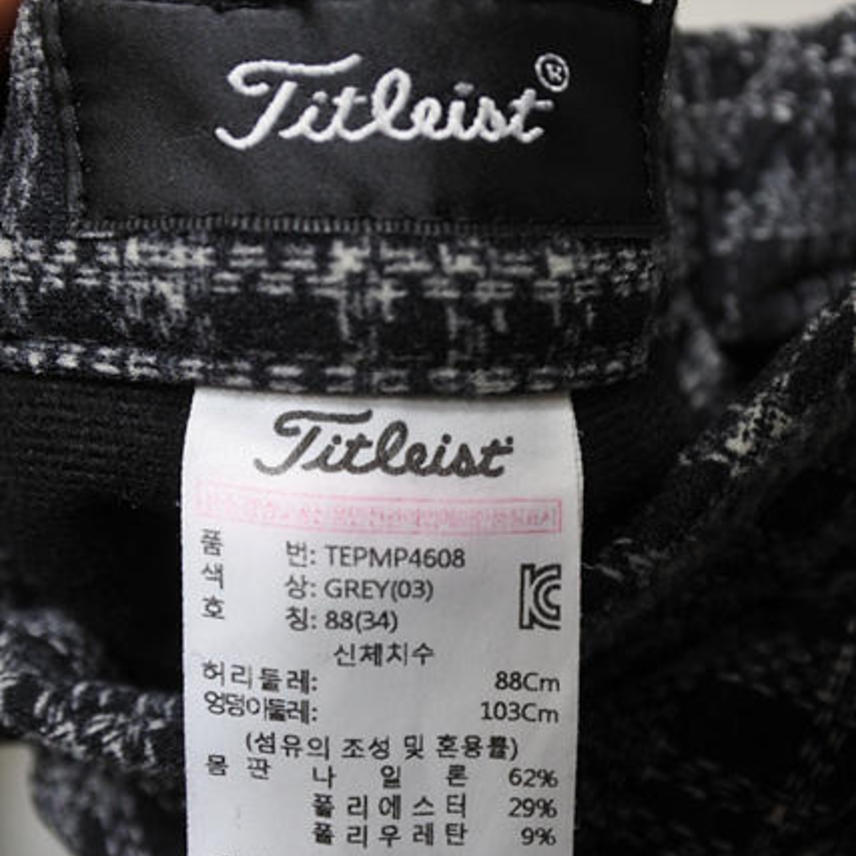 Titleist®
Titleist
품 번: TEPMP4608
색 상: GREY(03)
호 칭: 88(34)
신체치수
허리둘레: 88Cm
엉덩이둘레: 103Cm
(섬유의 조성 및 혼용률)
몸 판 나 일 론 62%
폴리에스터 29%
폴리우레탄 9%